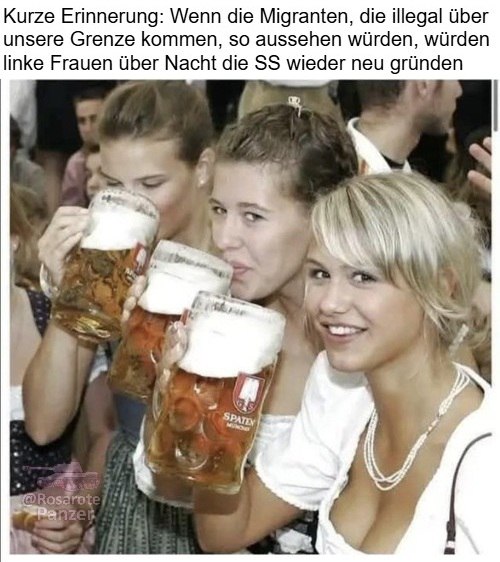 Kurze Erinnerung: Wenn die Migranten, die illegal über
unsere Grenze kommen, so aussehen würden, würden
linke Frauen über Nacht die SS wieder neu gründen
SPATEN
MÜNCHEN
@Rosarote
Panzer